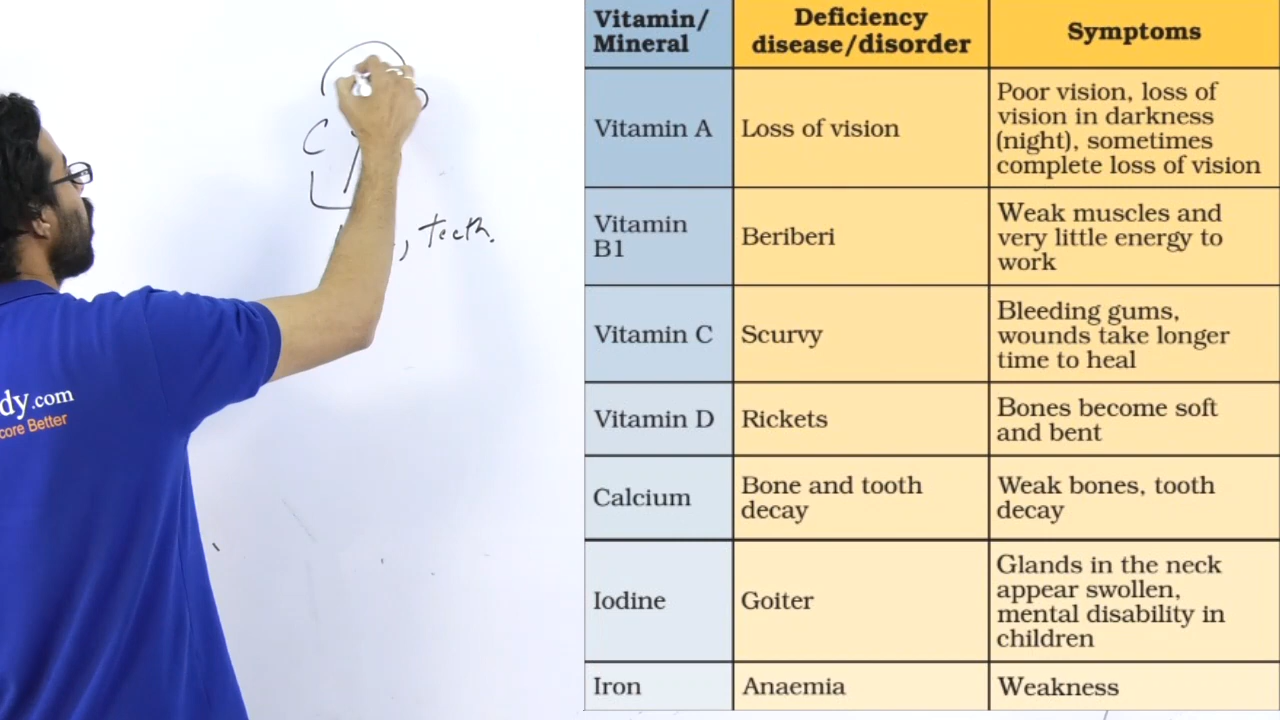 C
, teeth.
dy.com
core Better
Vitamin/
Mineral
Deficiency
disease/disorder
Symptoms
Vitamin A
Loss of vision
Poor vision, loss of
vision in darkness
(night), sometimes
complete loss of vision
Vitamin
B1
Beriberi
Weak muscles and
very little energy to
work
Vitamin C
Scurvy
Bleeding gums,
wounds take longer
time to heal
Vitamin D
Rickets
Bones become soft
and bent
Calcium
Bone and tooth
decay
Weak bones, tooth
decay
Iodine
Goiter
Glands in the neck
appear swollen,
mental disability in
children
Iron
Anaemia
Weakness